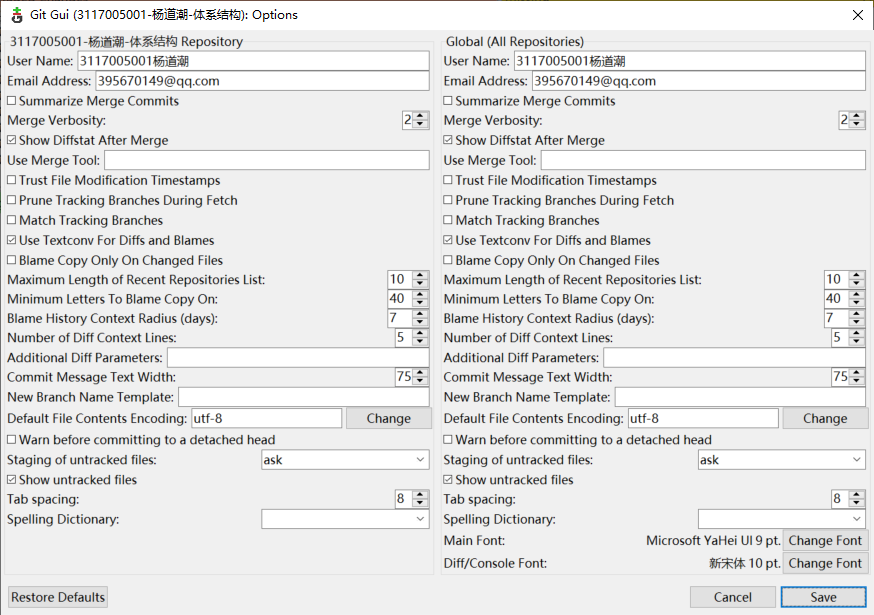 Git Gui (3117005001-杨道潮-体系结构): Options
3117005001-杨道潮-体系结构 Repository
User Name: 3117005001杨道潮
Email Address: 395670149@qq.com
Summarize Merge Commits
Merge Verbosity: 2
Show Diffstat After Merge
Use Merge Tool:
Trust File Modification Timestamps
Prune Tracking Branches During Fetch
Match Tracking Branches
Use Textconv For Diffs and Blames
Blame Copy Only On Changed Files
Maximum Length of Recent Repositories List: 10
Minimum Letters To Blame Copy On: 40
Blame History Context Radius (days): 7
Number of Diff Context Lines: 5
Additional Diff Parameters:
Commit Message Text Width: 75
New Branch Name Template:
Default File Contents Encoding: utf-8 Change
Warn before committing to a detached head
Staging of untracked files: ask
Show untracked files
Tab spacing: 8
Spelling Dictionary:
Global (All Repositories)
User Name: 3117005001杨道潮
Email Address: 395670149@qq.com
Summarize Merge Commits
Merge Verbosity: 2
Show Diffstat After Merge
Use Merge Tool:
Trust File Modification Timestamps
Prune Tracking Branches During Fetch
Match Tracking Branches
Use Textconv For Diffs and Blames
Blame Copy Only On Changed Files
Maximum Length of Recent Repositories List: 10
Minimum Letters To Blame Copy On: 40
Blame History Context Radius (days): 7
Number of Diff Context Lines: 5
Additional Diff Parameters:
Commit Message Text Width: 75
New Branch Name Template:
Default File Contents Encoding: utf-8 Change
Warn before committing to a detached head
Staging of untracked files: ask
Show untracked files
Tab spacing: 8
Spelling Dictionary:
Main Font: Microsoft YaHei UI 9 pt. Change Font
Diff/Console Font: 新宋体 10 pt. Change Font
Restore Defaults Cancel Save